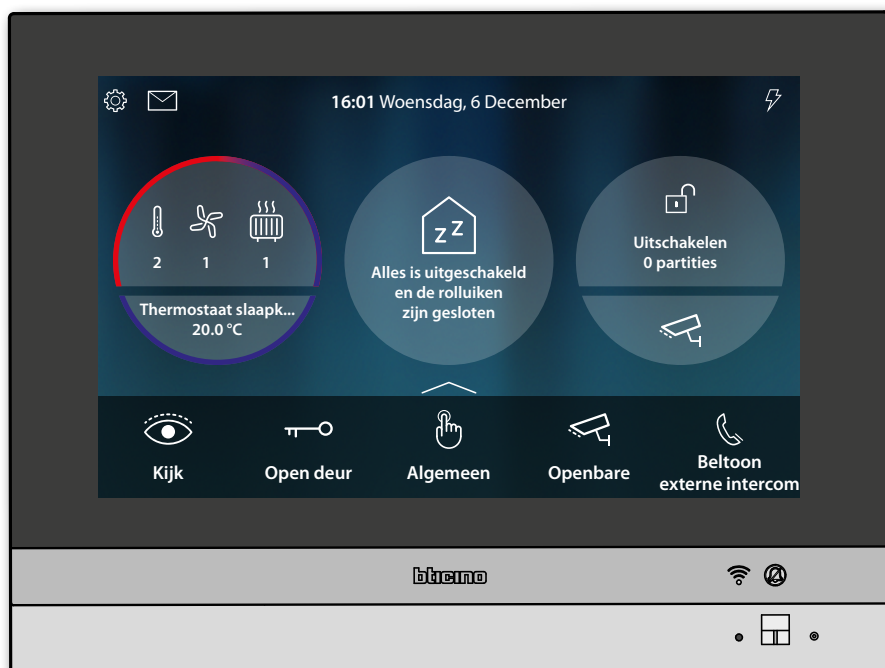 16:01 Woensdag, 6 December
2 1 1
Thermostaat slaapk...
20.0 °C
z Z
Alles is uitgeschakeld
en de rolluiken
zijn gesloten
Uitschakelen
0 partities
Kijk
Open deur
Algemeen
Openbare
Beltoon
externe intercom
bticino